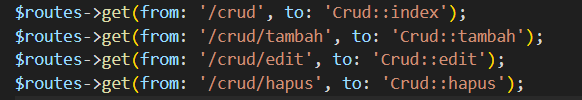 $routes->get(from: '/crud', to: 'Crud::index');
$routes->get(from: '/crud/tambah', to: 'Crud::tambah');
$routes->get(from: '/crud/edit', to: 'Crud::edit');
$routes->get(from: '/crud/hapus', to: 'Crud::hapus');